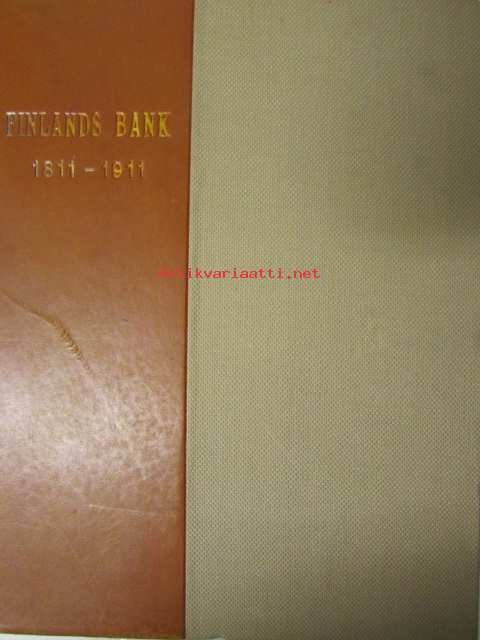 FINLANDS BANK
1811-1911
antikvariaatti.net